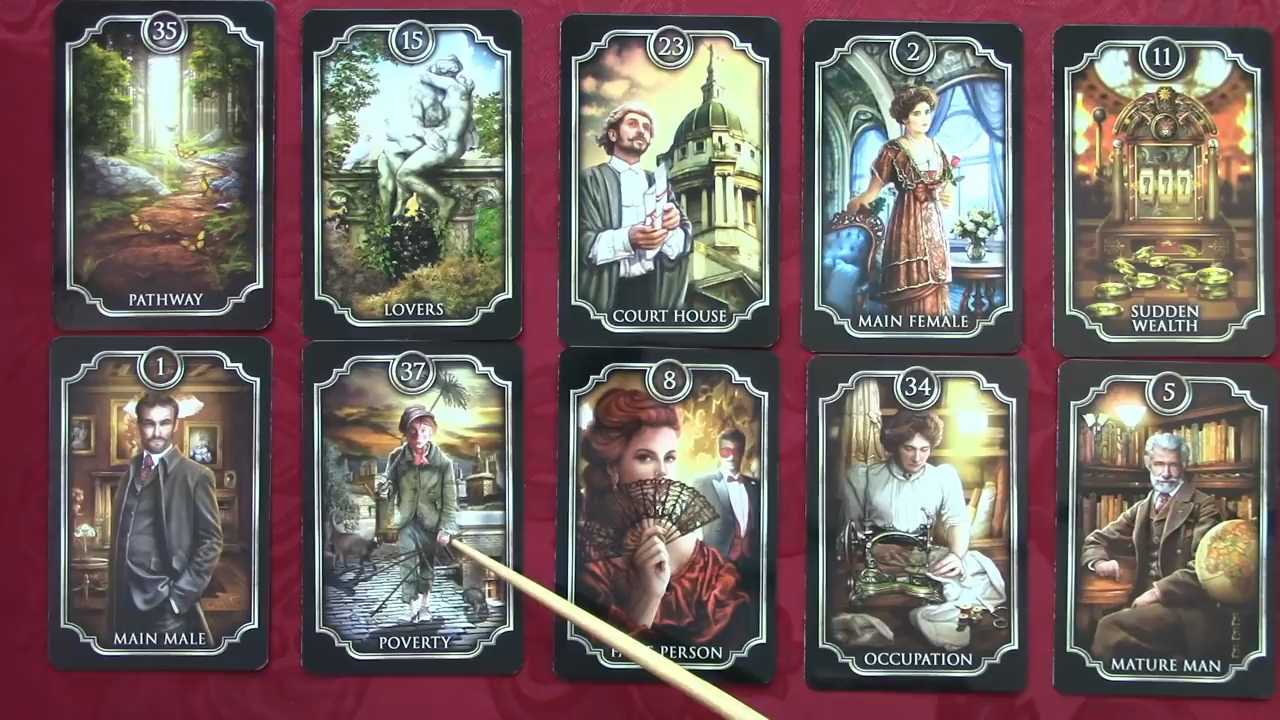 35
PATHWAY
15
LOVERS
23
COURT HOUSE
2
MAIN FEMALE
11
777
SUDDEN
WEALTH
1
MAIN MALE
37
POVERTY
8
PERSON
34
OCCUPATION
5
MATURE MAN